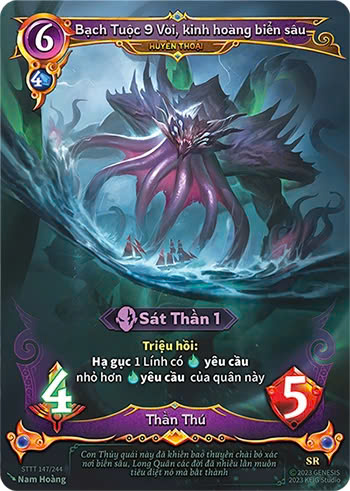 6
Bạch Tuộc 9 Vòi, kinh hoàng biển sâu
HUYỀN THOẠI
4
Sát Thần 1
Triệu hồi:
Hạ gục 1 Lính có yêu cầu
nhỏ hơn yêu cầu của quân này
4
5
Thần Thú
Con Thủy quái này đã khiến bao thuyền chài bỏ xác
nơi biển sâu, Long Quân các đời đã nhiều lần muốn
tiêu diệt nó mà bất thành
SR
STTT 147/244
Nam Hoàng
© 2023 GENESIS
2023 KEIG Studio